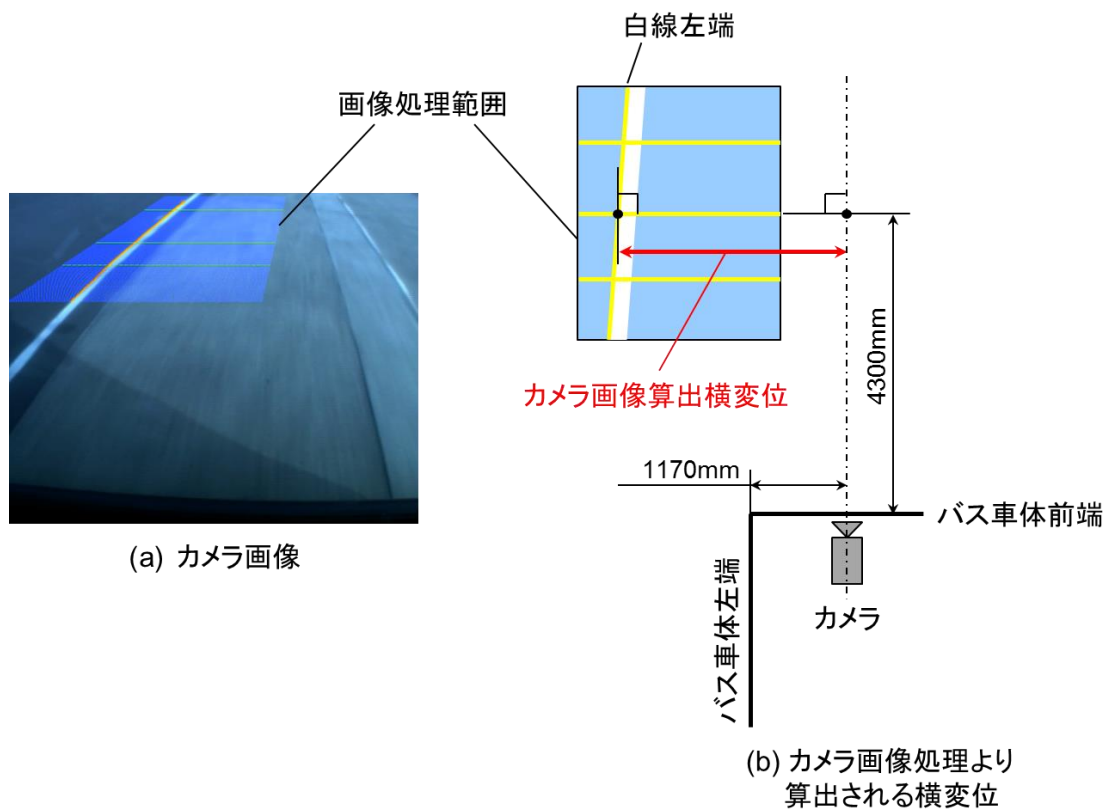 白線左端
画像処理範囲
カメラ画像算出横変位
4300mm
1170mm
バス車体前端
(a) カメラ画像
カメラ
バス車体左端
(b) カメラ画像処理より
算出される横変位